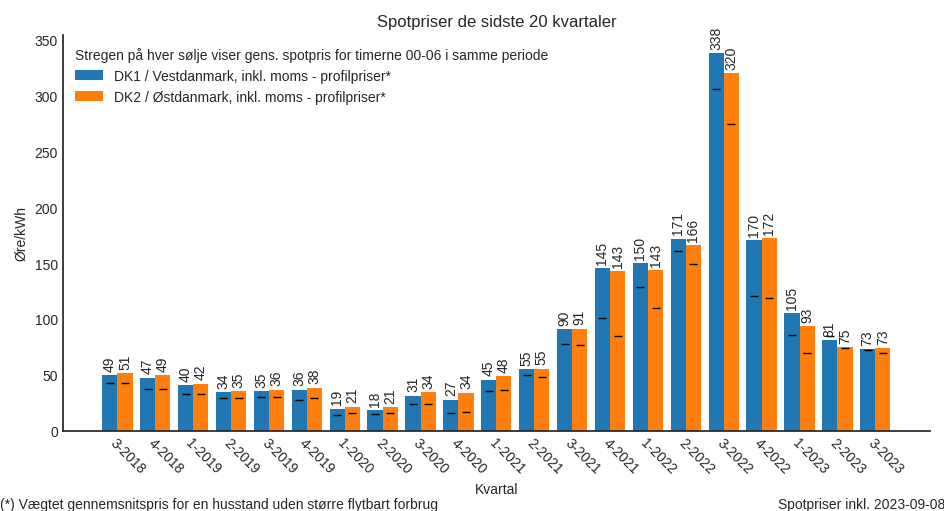 Spotpriser de sidste 20 kvartaler
Stregen på hver sølje viser gens. spotpris for timerne 00-06 i samme periode
DK1 / Vestdanmark, inkl. moms - profilpriser*
DK2 / Østdanmark, inkl. moms - profilpriser*
Øre/kWh
350
300
250
200
150
100
50
0
49 51 47 49 40 42 34 35 35 36 36 38 19 21 18 21 31 34 27 34 45 48 55 55 90 91 145 143 150 143 171 166 338 320 170 172 105 93 81 75 73 73
3-2018 4-2018 1-2019 2-2019 3-2019 4-2019 1-2020 2-2020 3-2020 4-2020 1-2021 2-2021 3-2021 4-2021 1-2022 2-2022 3-2022 4-2022 1-2023 2-2023 3-2023
Kvartal
(*) Vægtet gennemsnitspris for en husstand uden større flytbart forbrug
Spotpriser inkl. 2023-09-08